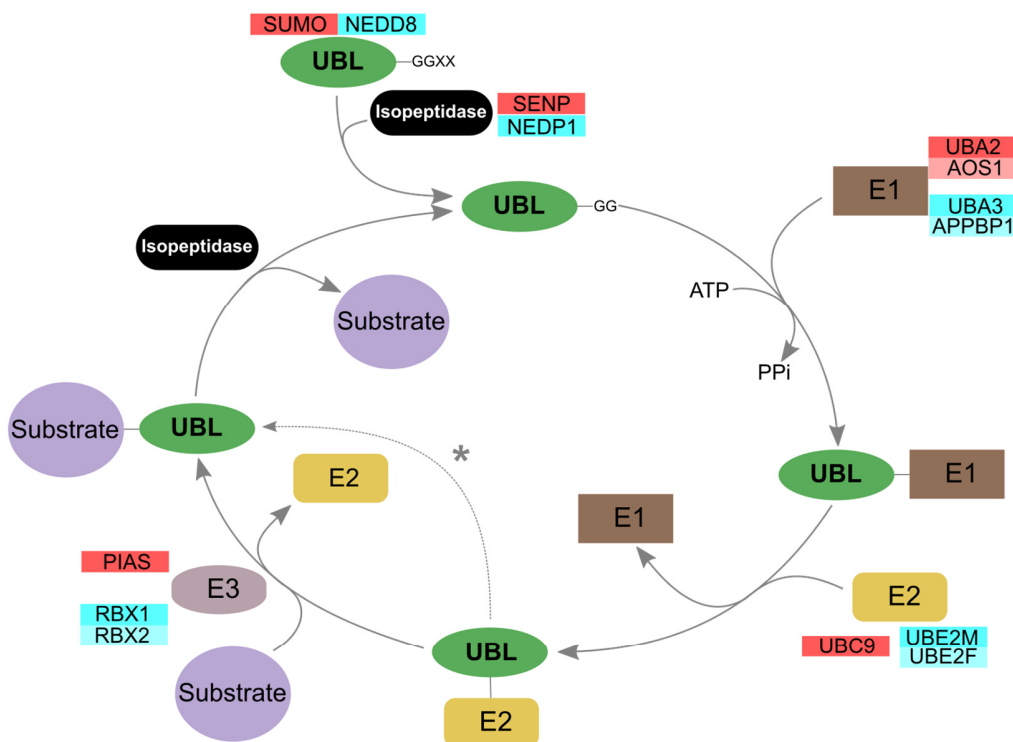 SUMO NEDD8
UBL GGXX
Isopeptidase SENP
NEDP1
UBL GG
E1 UBA2
AOS1
UBA3
APPBP1
Isopeptidase
ATP
Substrate
PPi
Substrate UBL
*
E2
UBL E1
E1
PIAS
E3
RBX1
RBX2
E2
UBC9 UBE2M
UBE2F
UBL
Substrate
E2